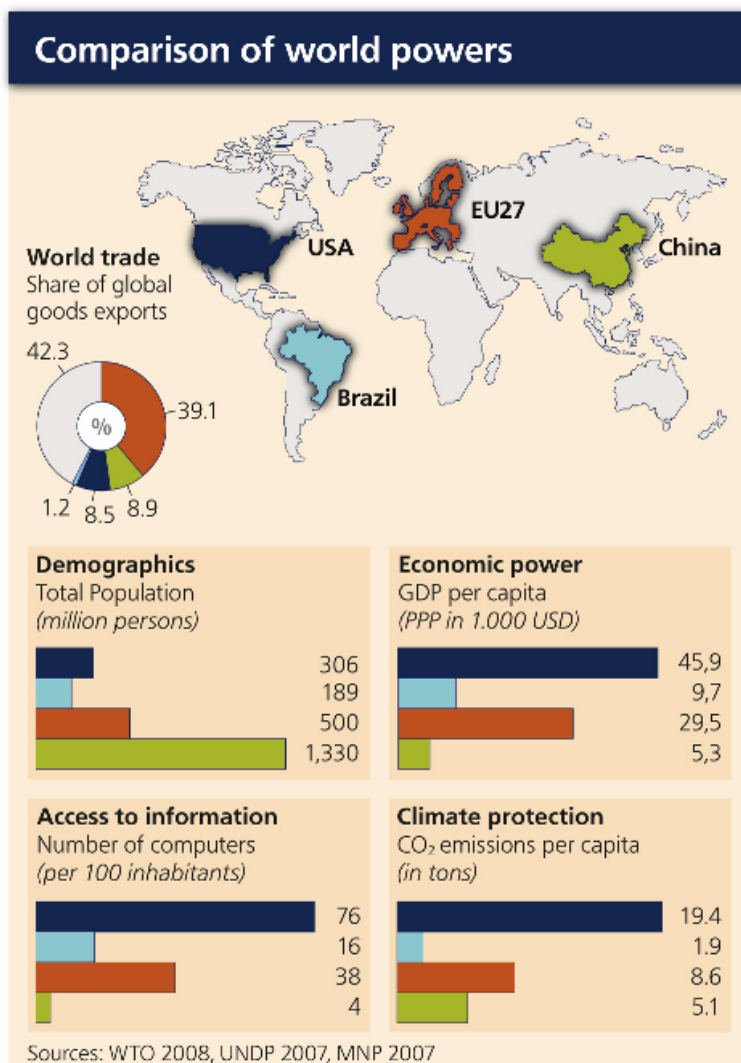 Comparison of world powers
USA
EU27
China
Brazil
World trade
Share of global
goods exports
42.3
%
39.1
1.2
8.5
8.9
Demographics
Total Population
(million persons)
306
189
500
1,330
Economic power
GDP per capita
(PPP in 1.000 USD)
45,9
9,7
29,5
5,3
Access to information
Number of computers
(per 100 inhabitants)
76
16
38
4
Climate protection
CO₂ emissions per capita
(in tons)
19.4
1.9
8.6
5.1
Sources: WTO 2008, UNDP 2007, MNP 2007